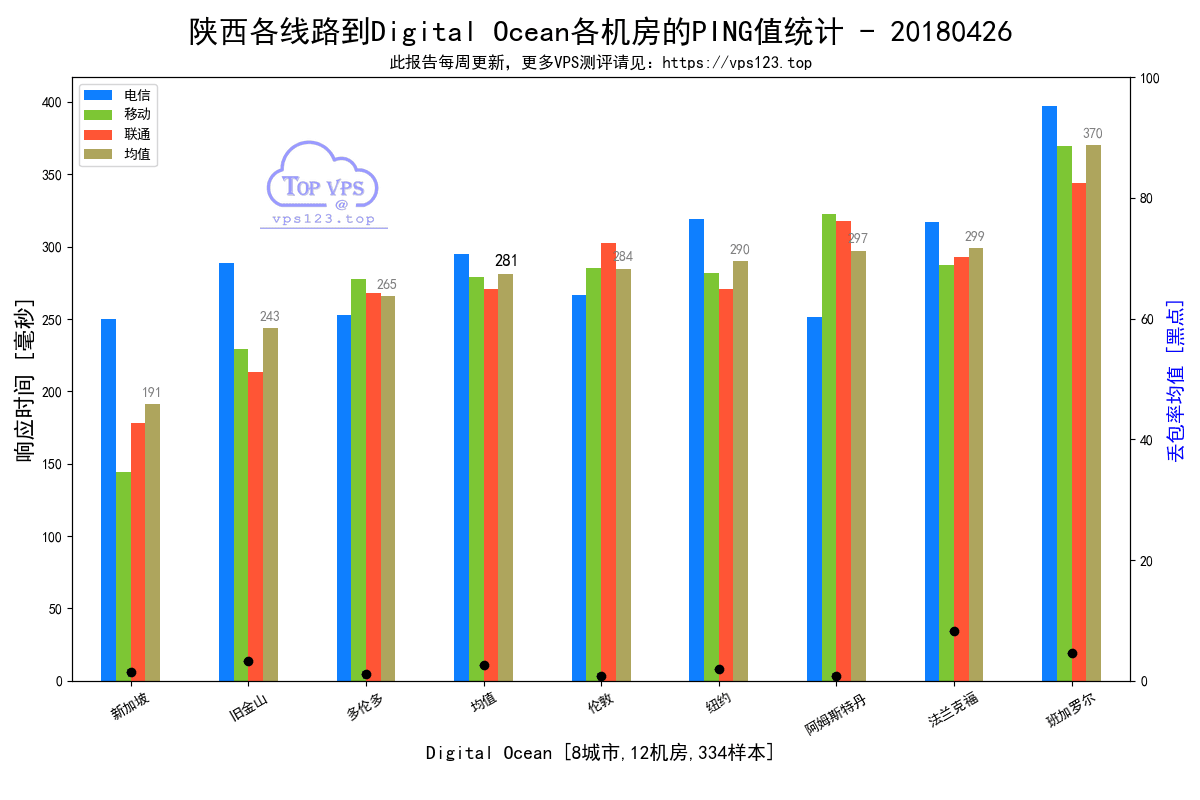 陕西各线路到Digital Ocean各机房的PING值统计 - 20180426
此报告每周更新，更多VPS测评请见：https://vps123.top
电信
移动
联通
均值
TOP VPS
@
vps123.top
响应时间 [毫秒]
400
350
300
250
200
150
100
50
0
191
243
265
281
284
290
297
299
370
100
80
60
40
20
0
丢包率均值 [黑点]
新加坡
旧金山
多伦多
均值
伦敦
纽约
阿姆斯特丹
法兰克福
班加罗尔
Digital Ocean [8城市,12机房,334样本]